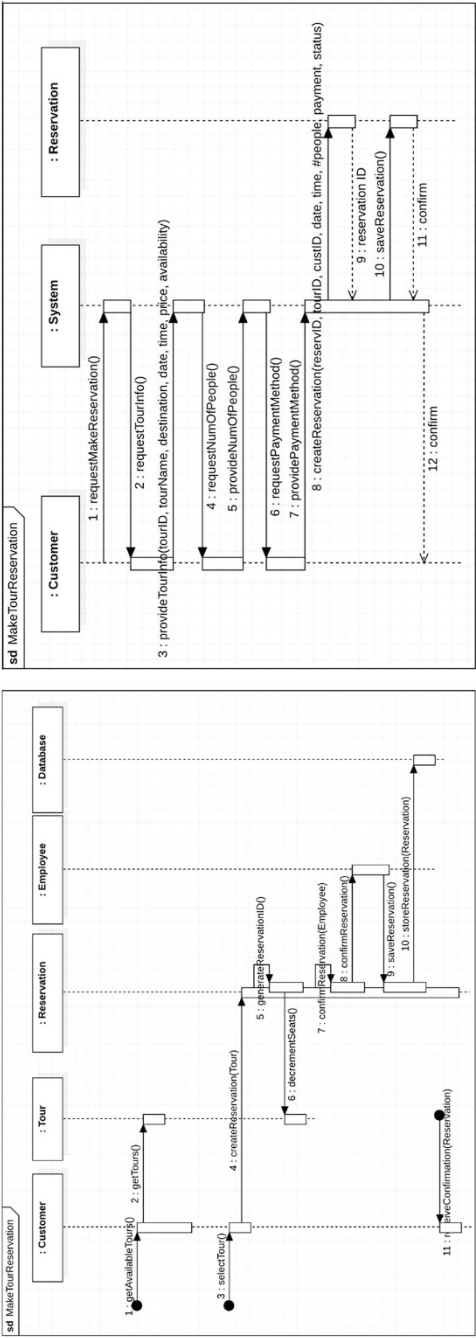 sd MakeTourReservation
: Customer
: System
: Reservation
1 : requestMakeReservation()
2 : requestTourInfo()
3 : provideTourInfo(tourID, tourName, destination, date, time, price, availability)
4 : requestNumOfPeople()
5 : provideNumOfPeople()
6 : requestPaymentMethod()
7 : providePaymentMethod()
8 : createReservation(reservID, tourID, custID, date, time, #people, payment, status)
9 : reservation ID
10 : saveReservation()
11 : confirm
12 : confirm
sd MakeTourReservation
: Customer
: Tour
: Reservation
: Employee
: Database
1 : getAvailableTours()
2 : getTours()
3 : selectTour()
4 : createReservation(Tour)
5 : generateReservationID()
6 : decrementSeats()
7 : confirmReservation(Employee)
8 : confirmReservation()
9 : saveReservation()
10 : storeReservation(Reservation)
11 : receiveConfirmation(Reservation)